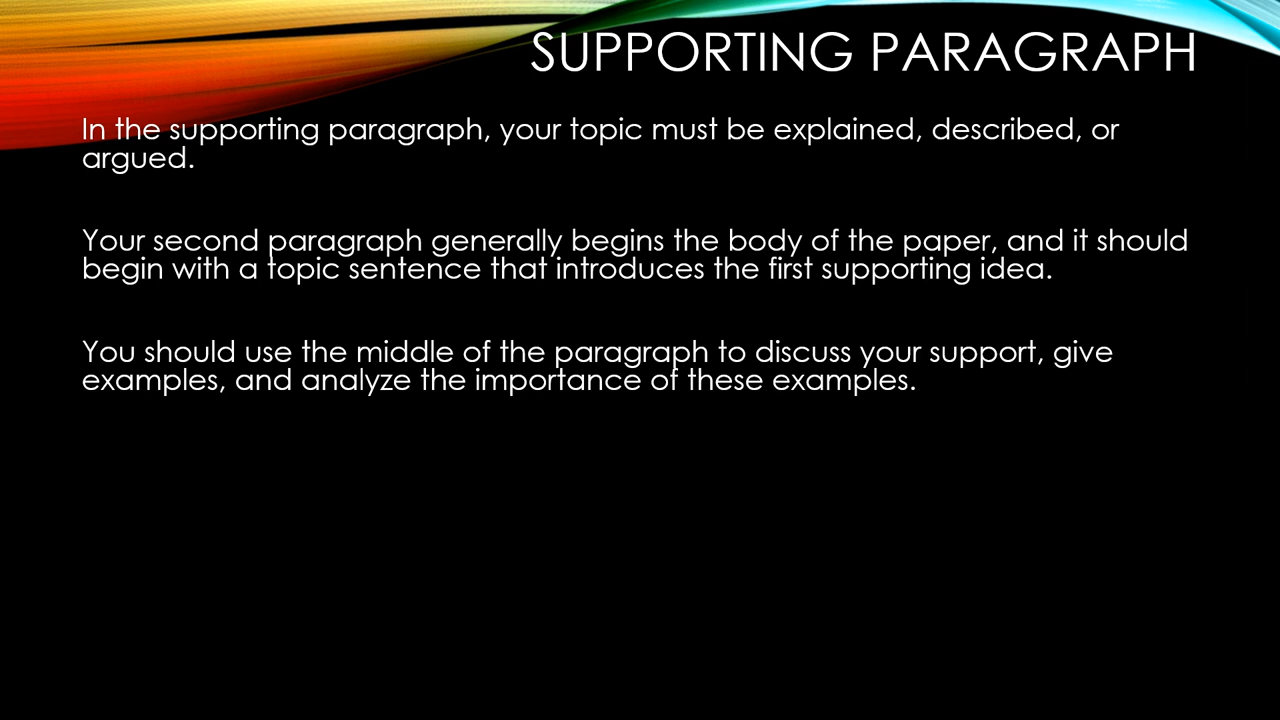 SUPPORTING PARAGRAPH
In the supporting paragraph, your topic must be explained, described, or
argued.
Your second paragraph generally begins the body of the paper, and it should
begin with a topic sentence that introduces the first supporting idea.
You should use the middle of the paragraph to discuss your support, give
examples, and analyze the importance of these examples.